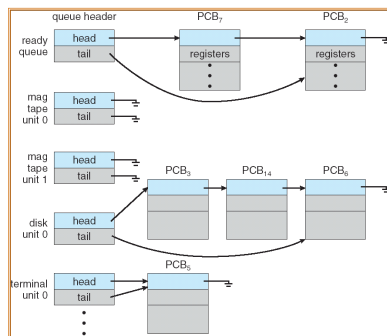 queue header PCB7 PCB2
ready queue
head
tail
registers
registers
mag tape unit 0
head
tail
mag tape unit 1
head
tail
PCB3 PCB14 PCB6
disk unit 0
head
tail
PCB5
terminal unit 0
head
tail